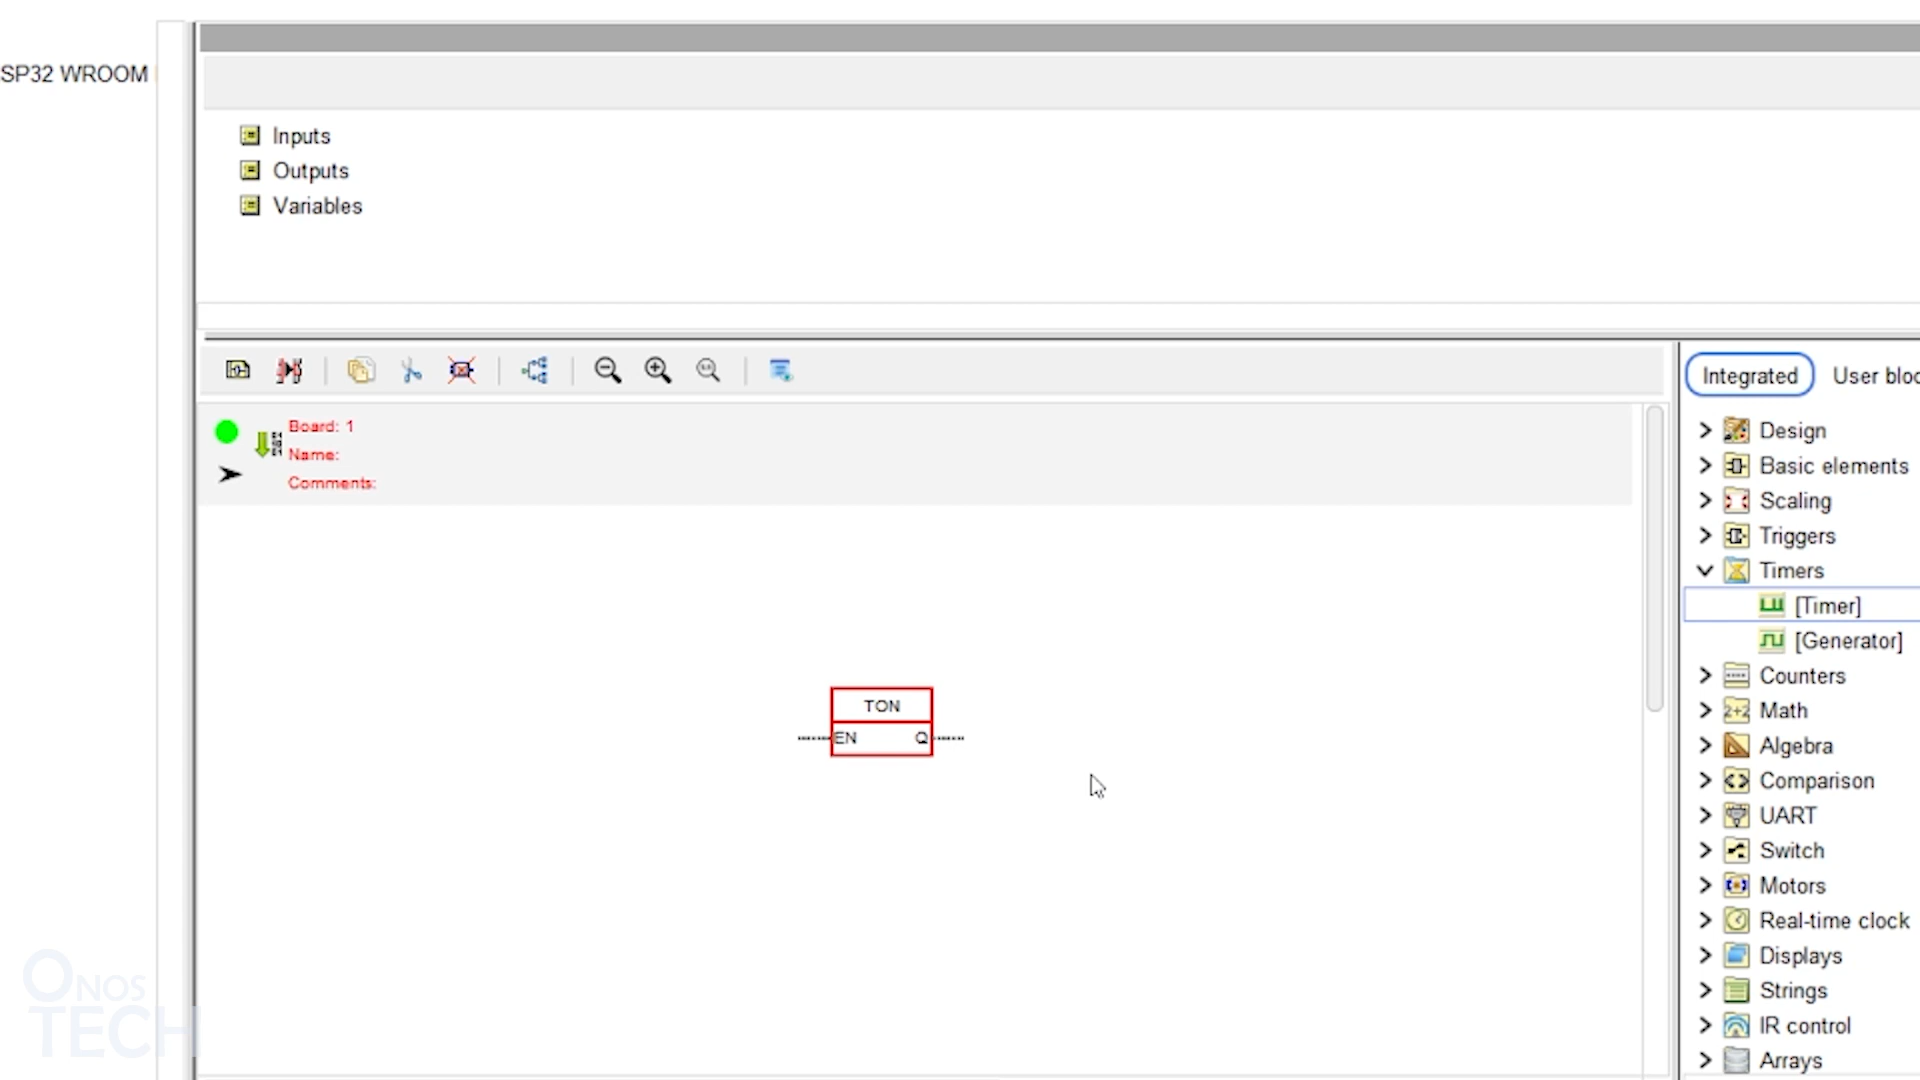 SP32 WROOM
Inputs
Outputs
Variables
Board: 1
Name:
Comments:
TON
EN Q
Integrated User bloc
Design
Basic elements
Scaling
Triggers
Timers
[Timer]
[Generator]
Counters
2+2 Math
Algebra
Comparison
UART
Switch
Motors
Real-time clock
Displays
Strings
IR control
Arrays
ONOS
TECH